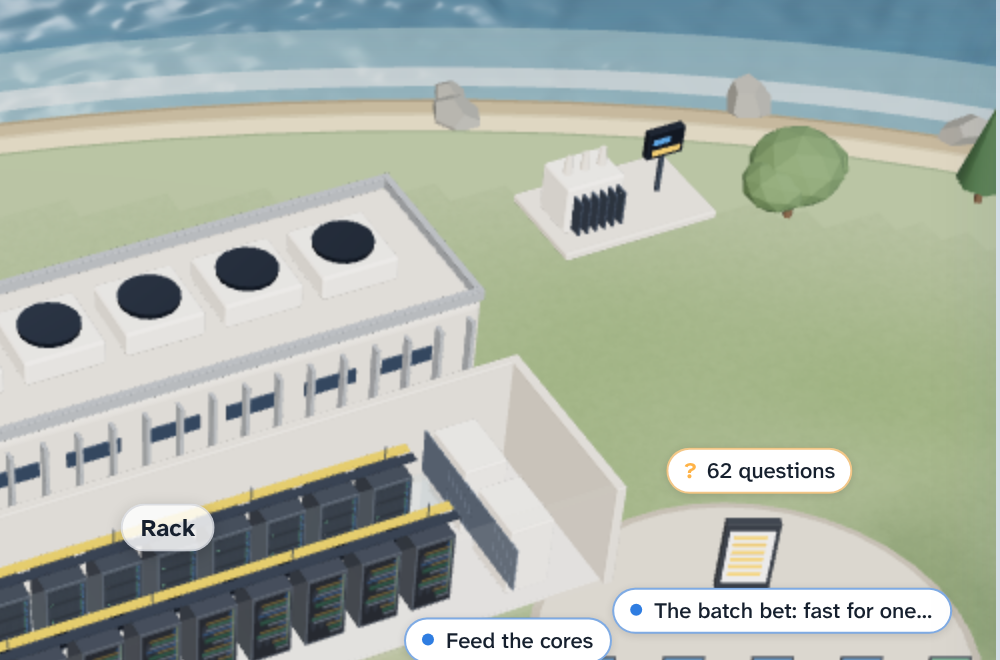 ? 62 questions
Rack
The batch bet: fast for one...
Feed the cores